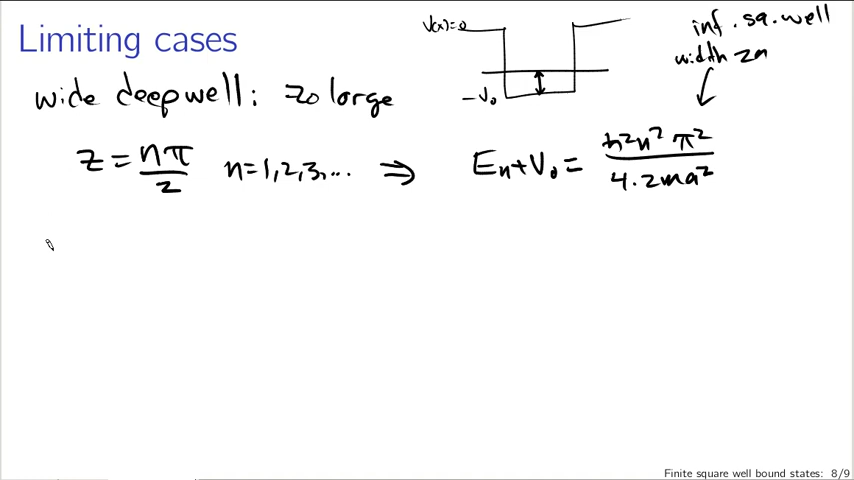 Limiting cases
V(x)=0
inf. sq. well
width 2a
wide deep well: z₀ large
-V₀
z = nπ/2 n=1,2,3,... ⇒ Eₙ+V₀ = ħ²n²π²/4·2ma²
Finite square well bound states: 8/9